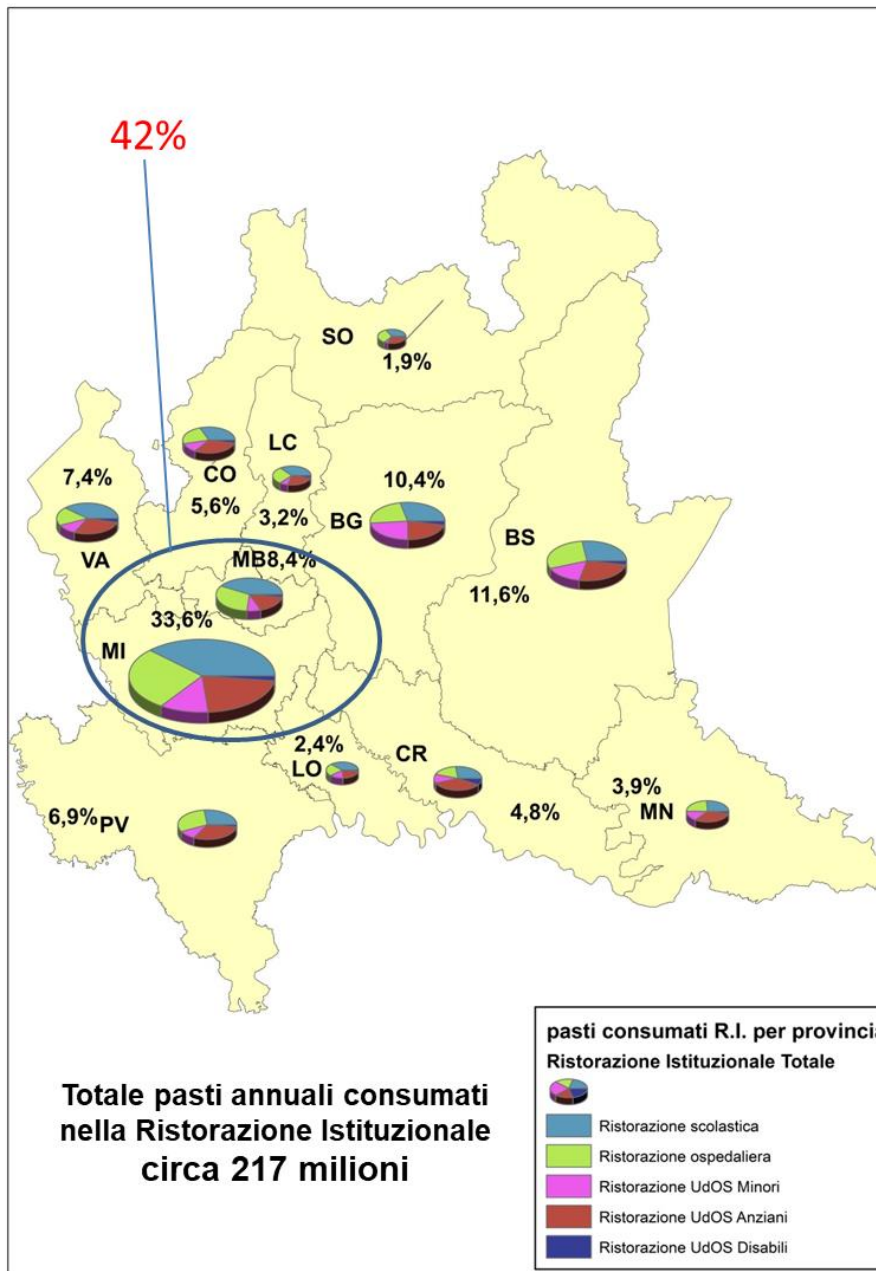 42%
SO
1,9%
LC
CO
7,4%
10,4%
5,6%
3,2%
BG
BS
VA
MB8,4%
11,6%
33,6%
MI
2,4%
LO
CR
3,9%
6,9%PV
4,8%
MN
Totale pasti annuali consumati
nella Ristorazione Istituzionale
circa 217 milioni
pasti consumati R.I. per provincia
Ristorazione Istituzionale Totale
Ristorazione scolastica
Ristorazione ospedaliera
Ristorazione UdOS Minori
Ristorazione UdOS Anziani
Ristorazione UdOS Disabili